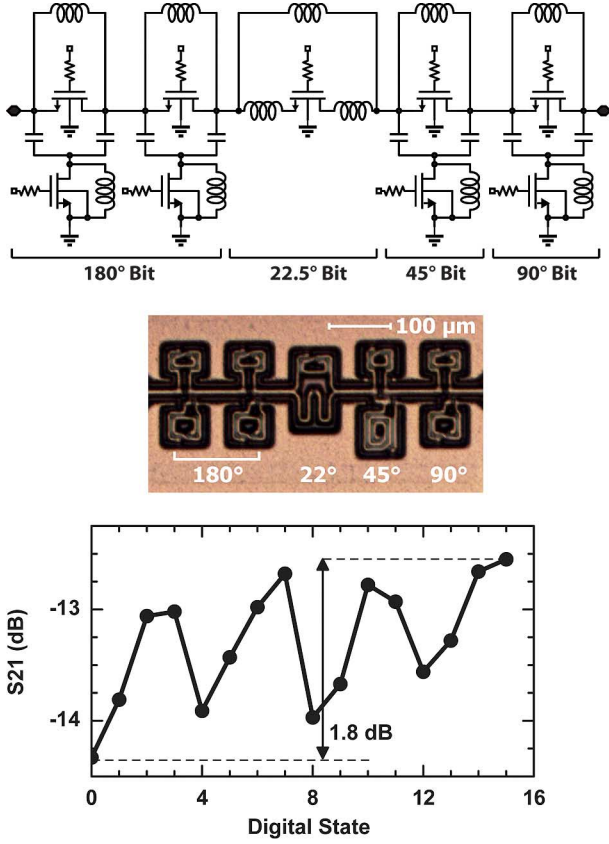 180° Bit 22.5° Bit 45° Bit 90° Bit
100 μm
180° 22° 45° 90°
S21 (dB)
-13
-14
1.8 dB
0 4 8 12 16
Digital State